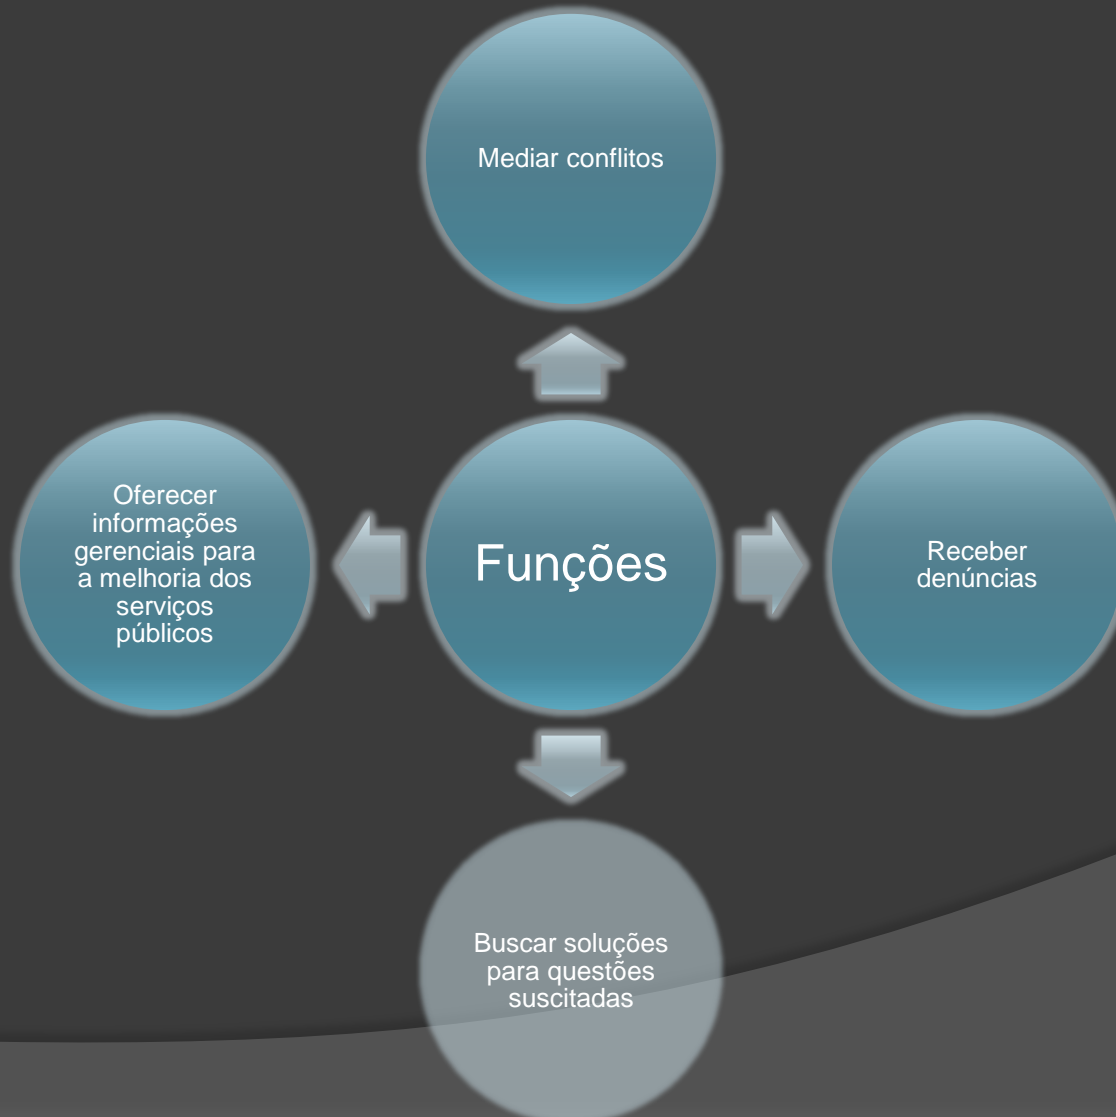 Mediar conflitos
Oferecer
informações
gerenciais para
a melhoria dos
serviços
públicos
Funções
Receber
denúncias
Buscar soluções
para questões
suscitadas